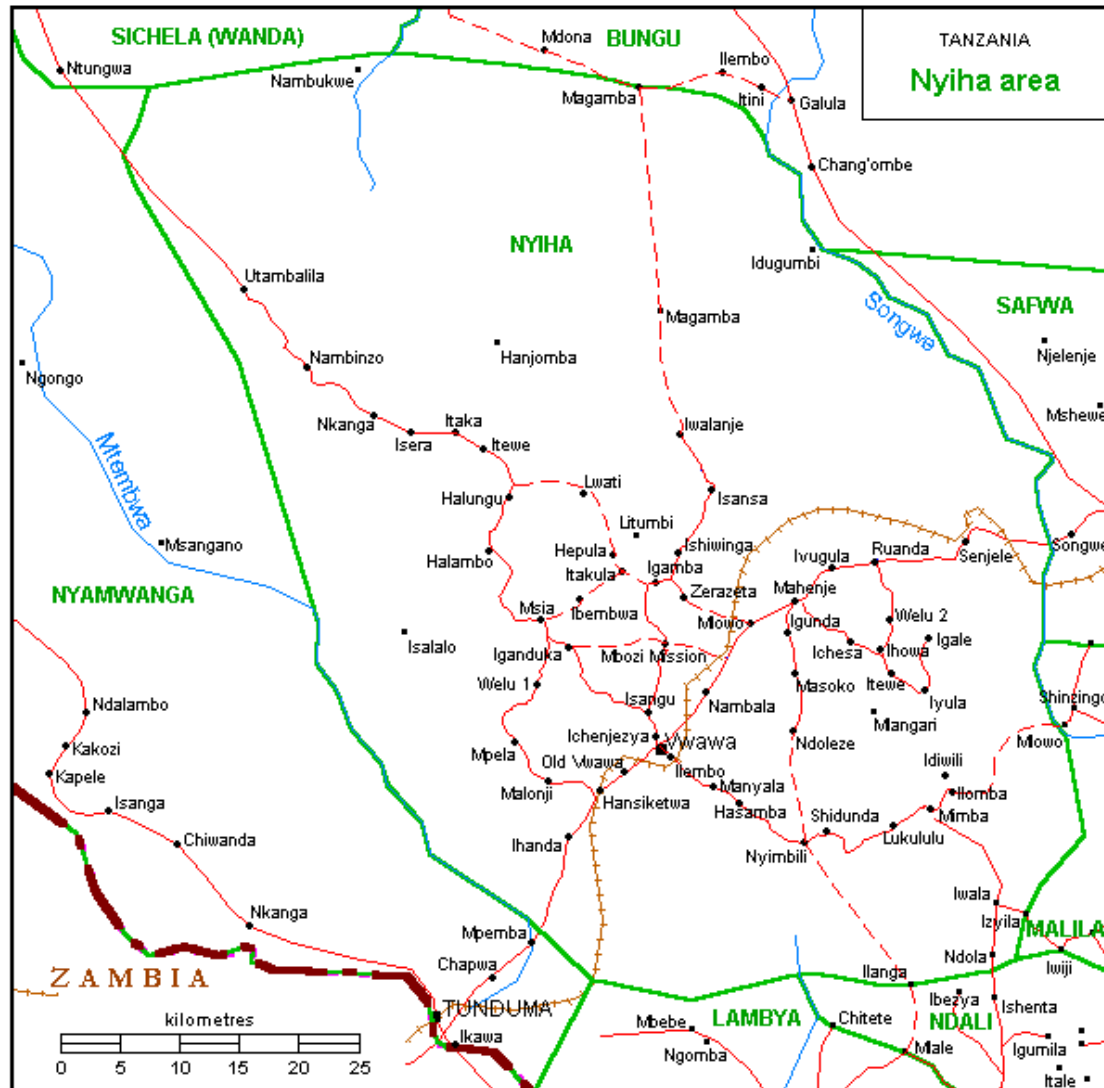 SICHELA (WANDA)
BUNGU
TANZANIA
Nyiha area
Mdona
Ntungwa
Nambukwe
Ilembo
Magamba
Itini
Galula
Chang'ombe
NYIHA
Idugumbi
Utambalila
Songwe
SAFWA
Magamba
Njelenje
Nambinzo
Hanjomba
Ngongo
Mshewe
Nkanga
Isera
Itaka
Itewe
Iwalanje
Mtembwa
Halungu
Lwati
Isansa
Litumbi
Msangano
Halambo
Hepula
Ishiwinga
Ivugula
Ruanda
Senjele
Songwe
Itakula
Igamba
NYAMWANGA
Zerazeta
Mahenje
Ibembwa
Msia
Mlowo
Igunda
Welu 2
Igale
Isalalo
Iganduka
Mbozi Mission
Ichesa
Ihowa
Welu 1
Masoko
Itewe
Iyula
Shinzingo
Ndalambo
Isangu
Nambala
Mlangari
Kakozi
Mpela
Ichenjezya
Vwawa
Ndoleze
Mlowo
Kapele
Old Vwawa
Ilembo
Idiwili
Malonji
Hansiketwa
Manyala
Ilomba
Isanga
Hasamba
Shidunda
Mimba
Chiwanda
Ihanda
Nyimbili
Lukululu
Nkanga
Iwala
Izyila
MALILA
Mpemba
Ndola
Iwiji
ZAMBIA
Chapwa
Ilanga
Ibezya
Ishenta
TUNDUMA
LAMBYA
NDALI
kilometres
Mbebe
Chitete
Ikawa
Ngomba
Mlale
Igumila
0 5 10 15 20 25
Itale